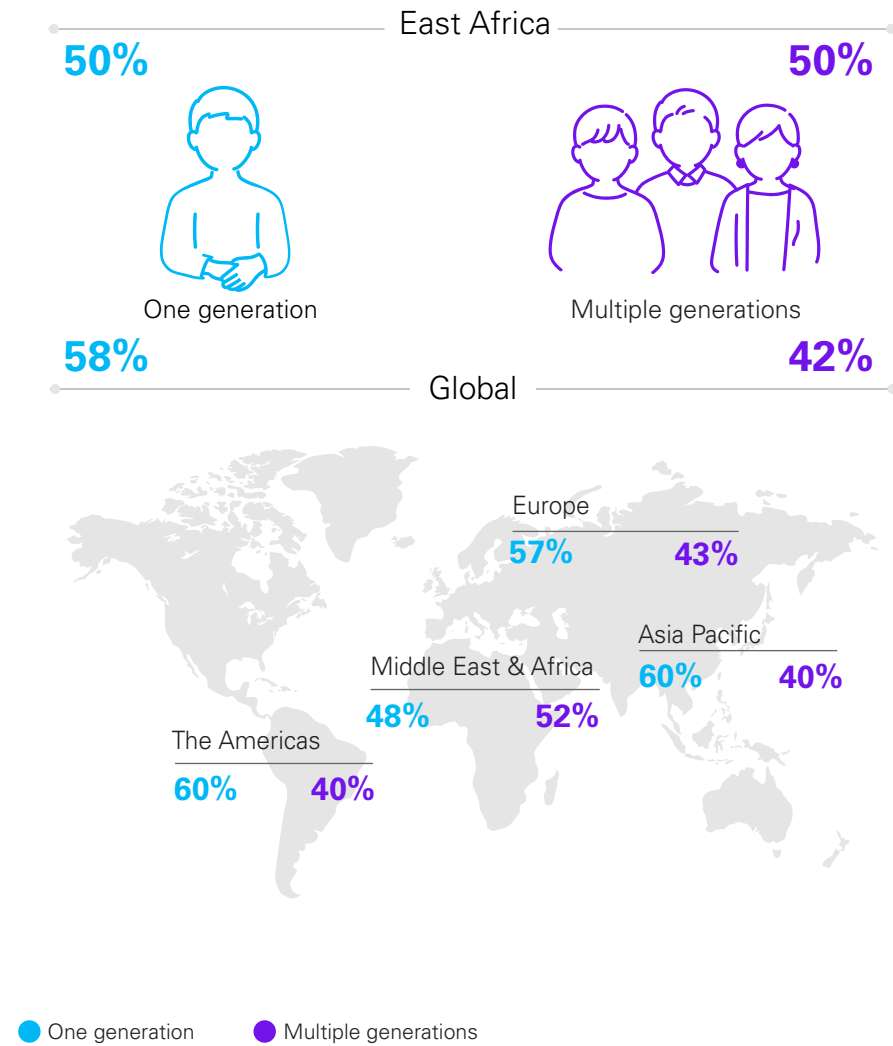 East Africa
50% 50%
One generation Multiple generations
58% 42%
Global
Europe
57% 43%
Asia Pacific
60% 40%
Middle East & Africa
48% 52%
The Americas
60% 40%
One generation Multiple generations